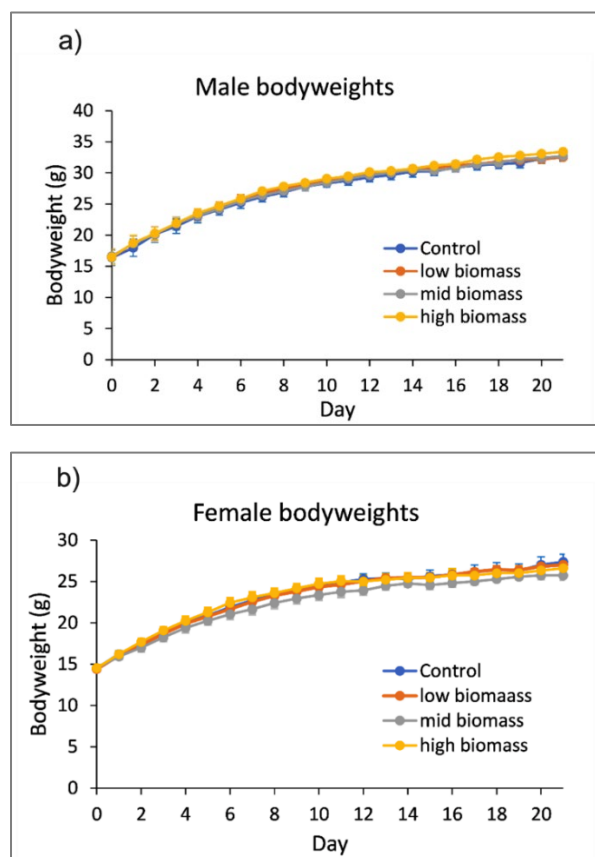 a)
Male bodyweights
40
35
30
25
20
15
10
5
0
Bodyweight (g)
Control
low biomass
mid biomass
high biomass
0 2 4 6 8 10 12 14 16 18 20
Day
b)
Female bodyweights
30
25
20
15
10
5
0
Bodyweight (g)
Control
low biomaass
mid biomass
high biomass
0 2 4 6 8 10 12 14 16 18 20
Day